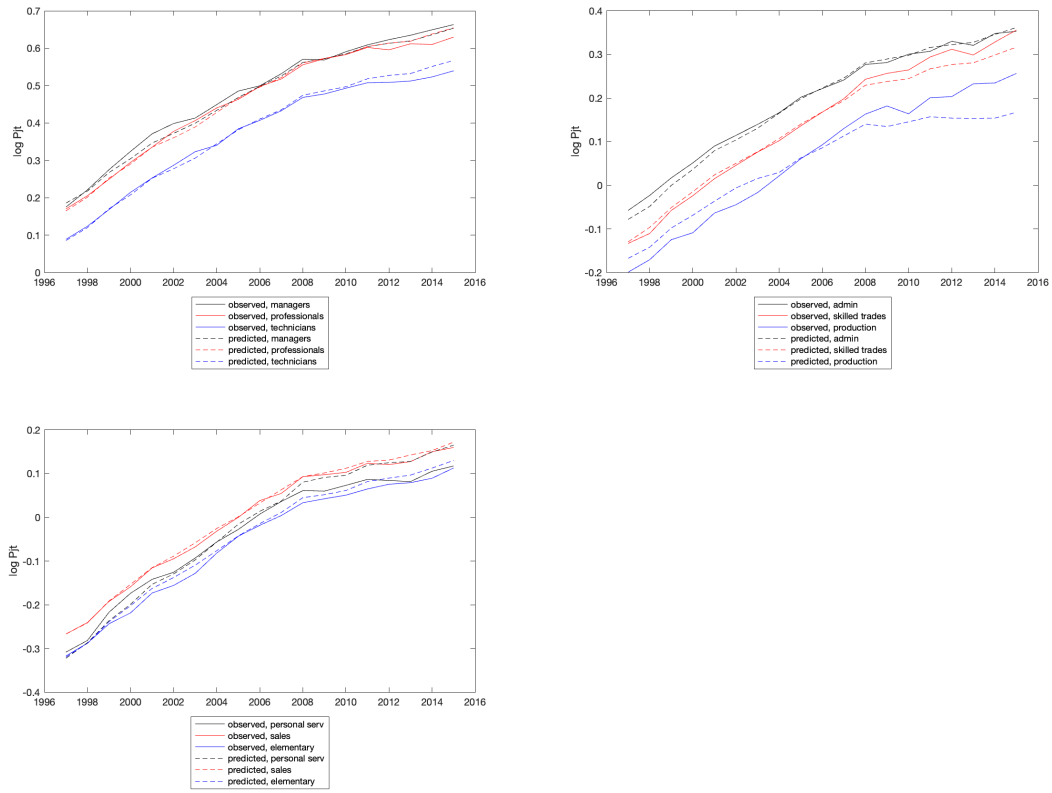 0.7
0.6
0.5
0.4
0.3
0.2
0.1
0
log Pjt
1996 1998 2000 2002 2004 2006 2008 2010 2012 2014 2016
observed, managers
observed, professionals
observed, technicians
predicted, managers
predicted, professionals
predicted, technicians
0.4
0.3
0.2
0.1
0
-0.1
-0.2
log Pjt
1996 1998 2000 2002 2004 2006 2008 2010 2012 2014 2016
observed, admin
observed, skilled trades
observed, production
predicted, admin
predicted, skilled trades
predicted, production
0.2
0.1
0
-0.1
-0.2
-0.3
-0.4
log Pjt
1996 1998 2000 2002 2004 2006 2008 2010 2012 2014 2016
observed, personal serv
observed, sales
observed, elementary
predicted, personal serv
predicted, sales
predicted, elementary